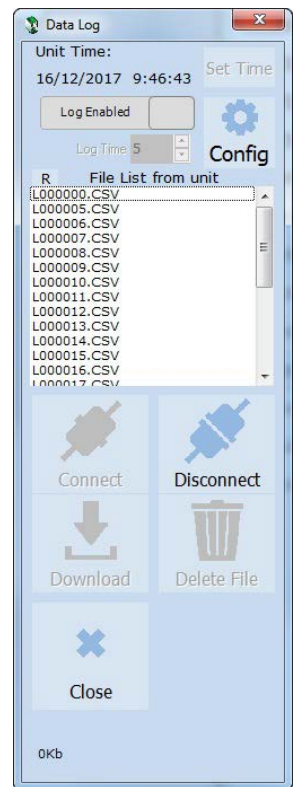 Data Log
Unit Time:
16/12/2017 9:46:43
Set Time
Log Enabled
Log Time 5
Config
R File List from unit
L000000.CSV
L000005.CSV
L000006.CSV
L000007.CSV
L000008.CSV
L000009.CSV
L000010.CSV
L000011.CSV
L000012.CSV
L000013.CSV
L000014.CSV
L000015.CSV
L000016.CSV
L000017.CSV
Connect Disconnect
Download Delete File
Close
0Kb